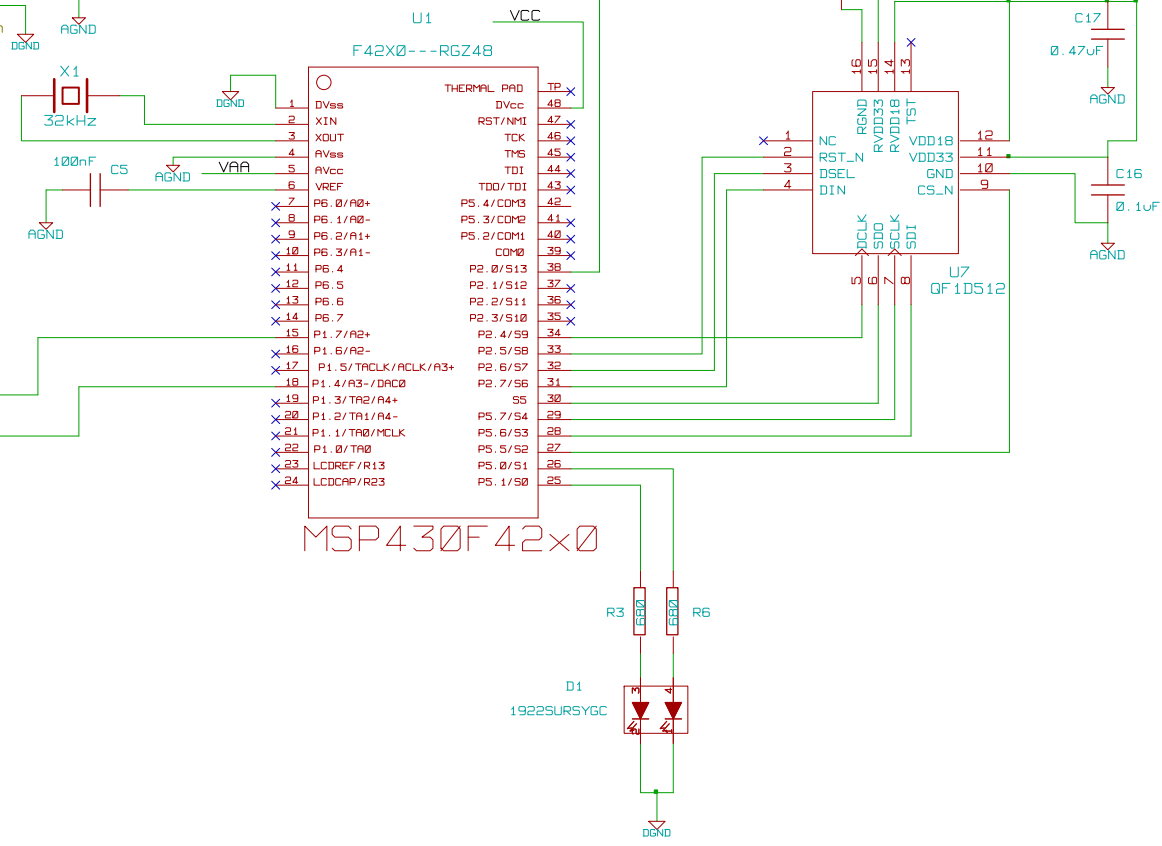 U1
VCC
F42X0---RGZ48
DGND
AGND
X1
32kHz
DGND
100nF
C5
AGND
VAA
AGND
1 DVss
2 XIN
3 XOUT
4 AVss
5 AVcc
6 VREF
7 P6.0/A0+
8 P6.1/A0-
9 P6.2/A1+
10 P6.3/A1-
11 P6.4
12 P6.5
13 P6.6
14 P6.7
15 P1.7/A2+
16 P1.6/A2-
17 P1.5/TACLK/ACLK/A3+
18 P1.4/A3-/DAC0
19 P1.3/TA2/A4+
20 P1.2/TA1/A4-
21 P1.1/TA0/MCLK
22 P1.0/TA0
23 LCDREF/R13
24 LCDCAP/R23
THERMAL PAD TP
DVcc 48
RST/NMI 47
TCK 46
TMS 45
TDI 44
TDO/TDI 43
P5.4/COM3 42
P5.3/COM2 41
P5.2/COM1 40
COM0 39
P2.0/S13 38
P2.1/S12 37
P2.2/S11 36
P2.3/S10 35
P2.4/S9 34
P2.5/S8 33
P2.6/S7 32
P2.7/S6 31
S5 30
P5.7/S4 29
P5.6/S3 28
P5.5/S2 27
P5.0/S1 26
P5.1/S0 25
MSP430F42x0
16 RGND
15 RVDD33
14 RVDD18
13 TST
1 NC
2 RST_N
3 DSEL
4 DIN
VDD18 12
VDD33 11
GND 10
CS_N 9
DCLK 5
SDO 6
SCLK 7
SDI 8
U7
QF1D512
C17
0.47uF
AGND
C16
0.1uF
AGND
R3
680
680
R6
D1
1922SURSYGC
3
4
2
1
DGND